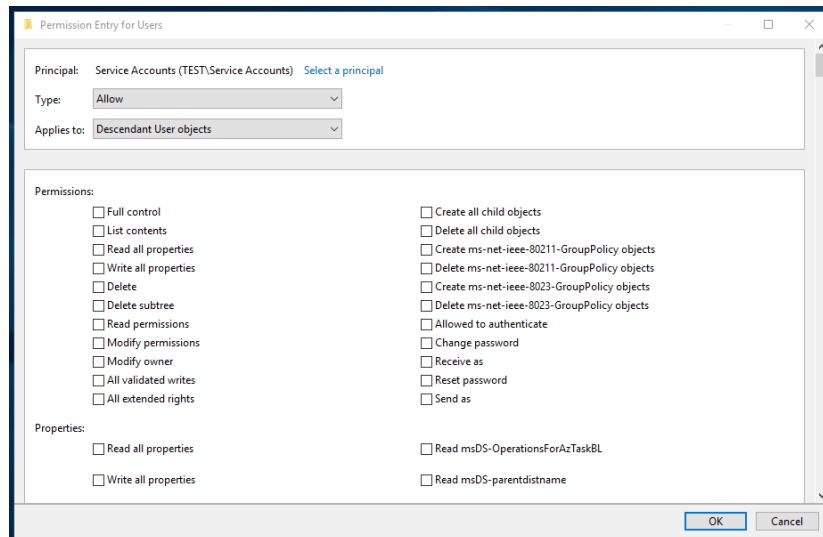 Permission Entry for Users
Principal: Service Accounts (TEST\Service Accounts) Select a principal
Type: Allow
Applies to: Descendant User objects
Permissions:
Full control Create all child objects
List contents Delete all child objects
Read all properties Create ms-net-ieee-80211-GroupPolicy objects
Write all properties Delete ms-net-ieee-80211-GroupPolicy objects
Delete Create ms-net-ieee-8023-GroupPolicy objects
Delete subtree Delete ms-net-ieee-8023-GroupPolicy objects
Read permissions Allowed to authenticate
Modify permissions Change password
Modify owner Receive as
All validated writes Reset password
All extended rights Send as
Properties:
Read all properties Read msDS-OperationsForAzTaskBL
Write all properties Read msDS-parentdistname
OK Cancel